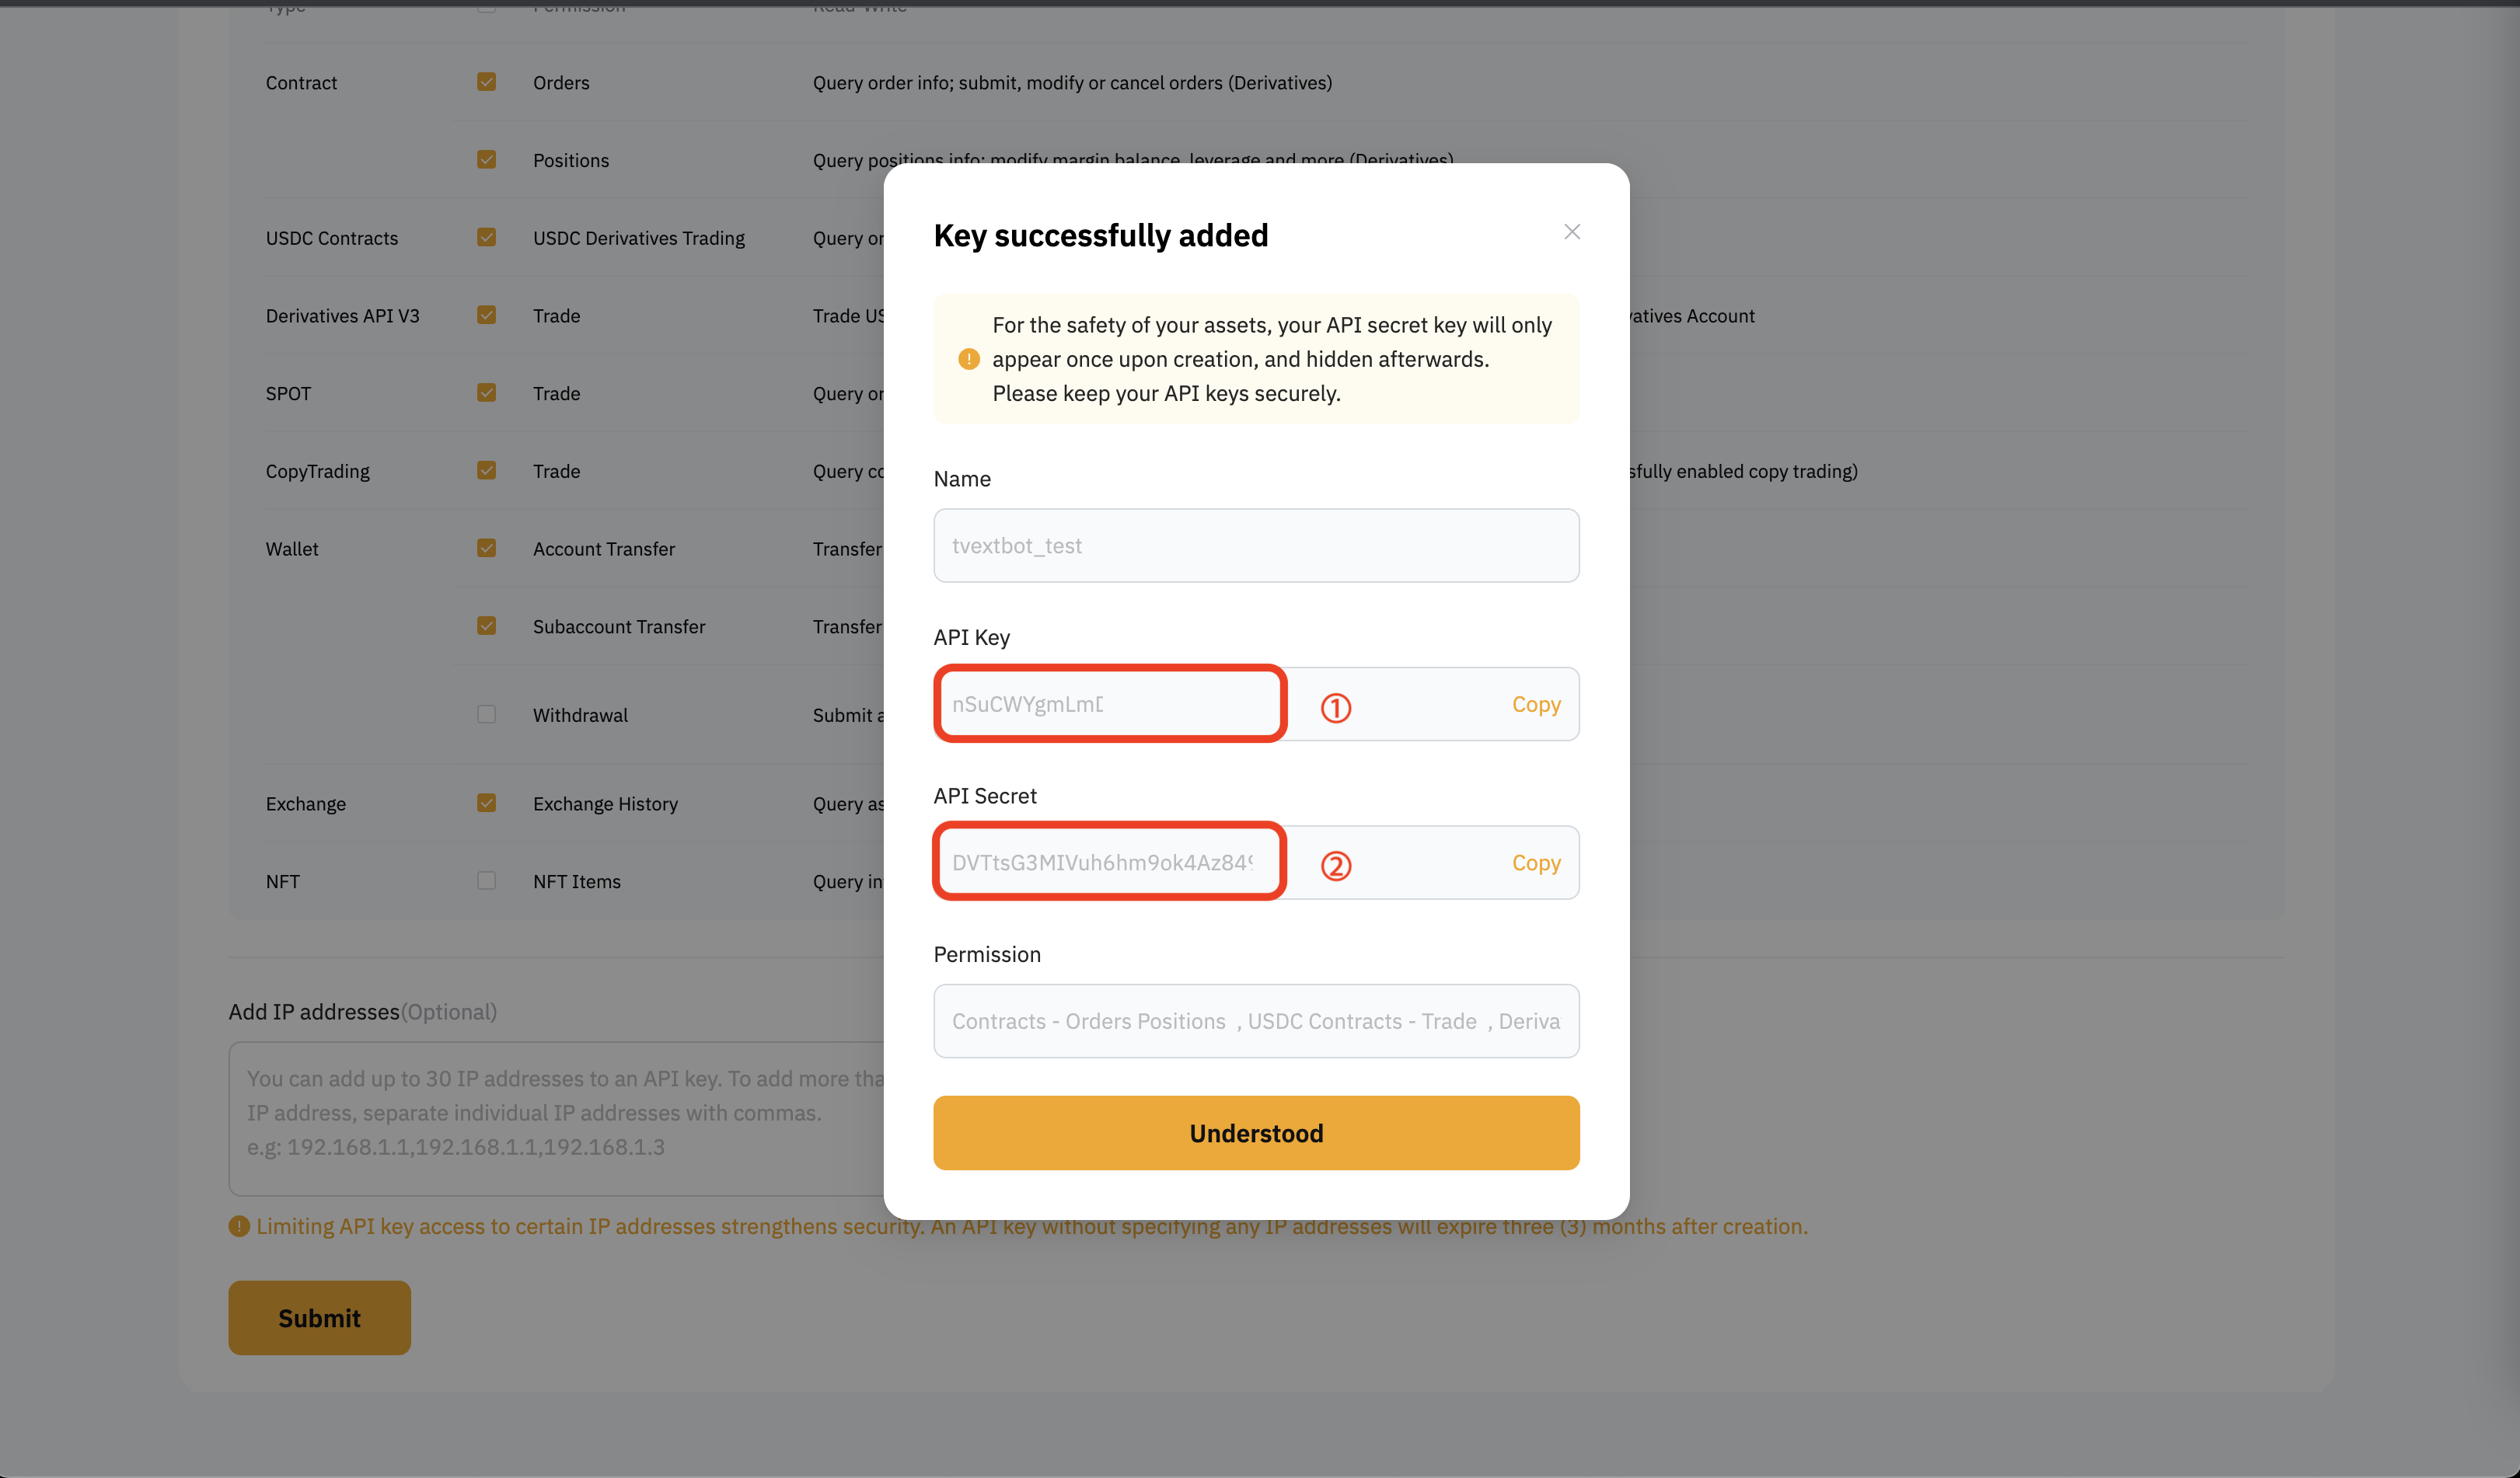 Type Permission Read-Write
Contract Orders Query order info; submit, modify or cancel orders (Derivatives)
Positions Query positions info; modify margin balance, leverage and more (Derivatives)
Key successfully added
USDC Contracts USDC Derivatives Trading Query or
Derivatives API V3 Trade Trade US
vatives Account
For the safety of your assets, your API secret key will only
appear once upon creation, and hidden afterwards.
Please keep your API keys securely.
SPOT Trade Query or
CopyTrading Trade Query co
sfully enabled copy trading)
Name
tvextbot_test
Wallet Account Transfer Transfer
Subaccount Transfer Transfer
API Key
nSuCWYgmLm ① Copy
Withdrawal Submit a
API Secret
Exchange Exchange History Query as
DVTtsG3MIVuh6hm9ok4Az84 ② Copy
NFT NFT Items Query in
Permission
Contracts - Orders Positions , USDC Contracts - Trade , Deriva
Understood
Add IP addresses(Optional)
You can add up to 30 IP addresses to an API key. To add more tha
IP address, separate individual IP addresses with commas.
e.g: 192.168.1.1,192.168.1.1,192.168.1.3
Limiting API key access to certain IP addresses strengthens security. An API key without specifying any IP addresses will expire three (3) months after creation.
Submit